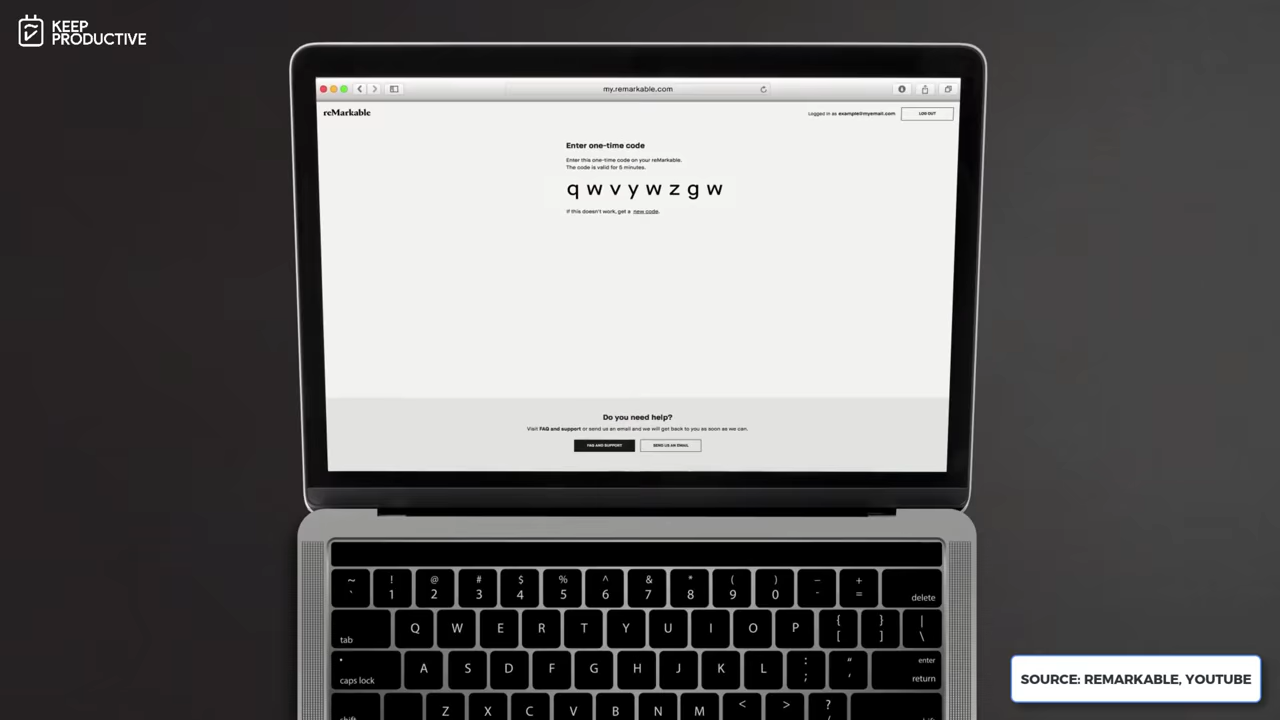 KEEP
PRODUCTIVE
my.remarkable.com
reMarkable
Logged in as example@myemail.com
LOG OUT
Enter one-time code
Enter this one-time code on your reMarkable.
The code is valid for 5 minutes.
q w v y w z g w
If this doesn't work, get a new code.
Do you need help?
Visit FAQ and support or send us an email and we will get back to you as soon as we can.
FAQ AND SUPPORT SEND US AN EMAIL
~ ! @ # $ % ^ & * ( ) – +
` 1 2 3 4 5 6 7 8 9 0 - = delete
tab Q W E R T Y U I O P { [ } ] | \
caps lock A S D F G H J K L : ; " ' enter return
shift Z X C V B N M < > ?
SOURCE: REMARKABLE, YOUTUBE